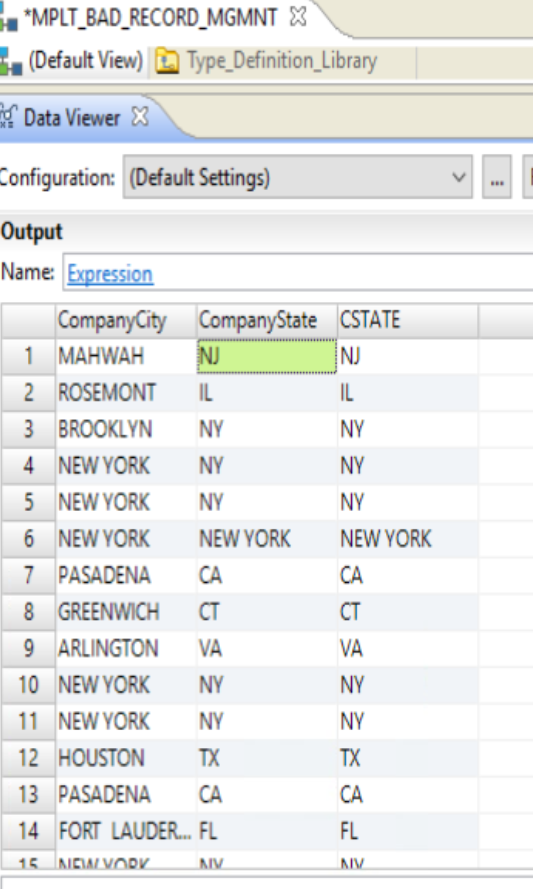 *MPLT_BAD_RECORD_MGMNT
(Default View) Type_Definition_Library
Data Viewer
Configuration: (Default Settings) ...
Output
Name: Expression
CompanyCity CompanyState CSTATE
1 MAHWAH NJ NJ
2 ROSEMONT IL IL
3 BROOKLYN NY NY
4 NEW YORK NY NY
5 NEW YORK NY NY
6 NEW YORK NEW YORK NEW YORK
7 PASADENA CA CA
8 GREENWICH CT CT
9 ARLINGTON VA VA
10 NEW YORK NY NY
11 NEW YORK NY NY
12 HOUSTON TX TX
13 PASADENA CA CA
14 FORT LAUDER... FL FL
15 NEW YORK NY NY